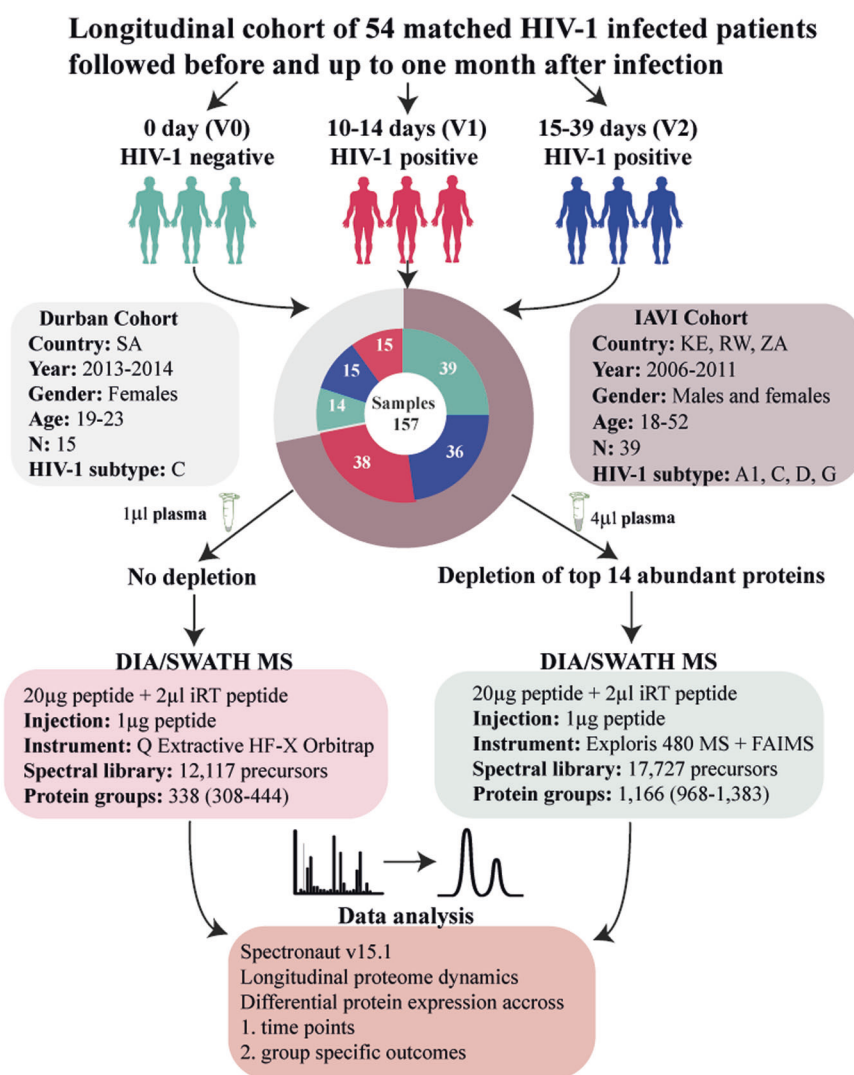 Longitudinal cohort of 54 matched HIV-1 infected patients
followed before and up to one month after infection
0 day (V0)
HIV-1 negative
10-14 days (V1)
HIV-1 positive
15-39 days (V2)
HIV-1 positive
Durban Cohort
Country: SA
Year: 2013-2014
Gender: Females
Age: 19-23
N: 15
HIV-1 subtype: C
15
39
15
14
Samples
157
38
36
IAVI Cohort
Country: KE, RW, ZA
Year: 2006-2011
Gender: Males and females
Age: 18-52
N: 39
HIV-1 subtype: A1, C, D, G
1µl plasma
4µl plasma
No depletion
Depletion of top 14 abundant proteins
DIA/SWATH MS
20µg peptide + 2µl iRT peptide
Injection: 1µg peptide
Instrument: Q Extractive HF-X Orbitrap
Spectral library: 12,117 precursors
Protein groups: 338 (308-444)
DIA/SWATH MS
20µg peptide + 2µl iRT peptide
Injection: 1µg peptide
Instrument: Exploris 480 MS + FAIMS
Spectral library: 17,727 precursors
Protein groups: 1,166 (968-1,383)
Data analysis
Spectronaut v15.1
Longitudinal proteome dynamics
Differential protein expression accross
1. time points
2. group specific outcomes